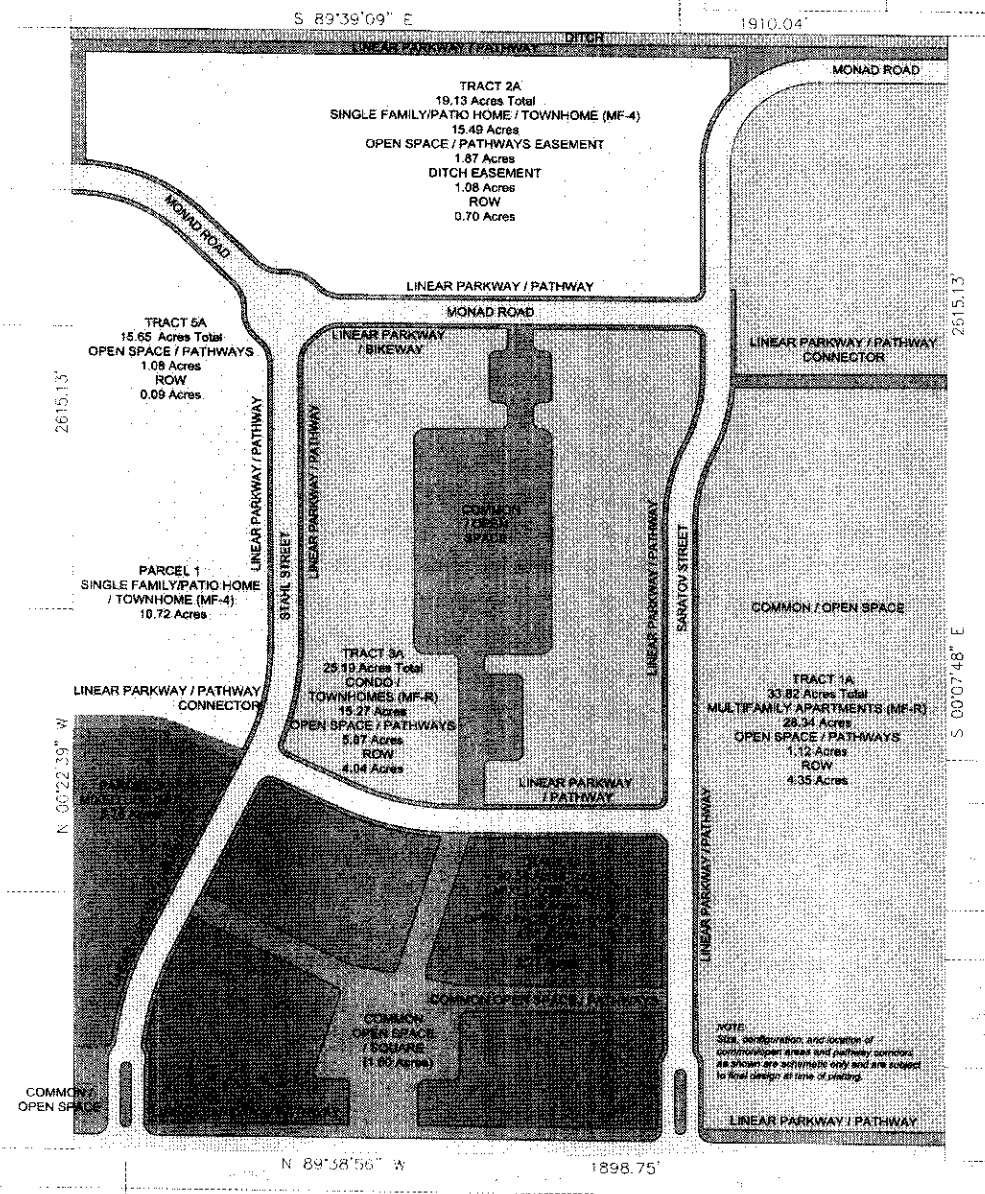 S 89°39'09" E
1910.04'
DITCH
LINEAR PARKWAY / PATHWAY
MONAD ROAD
TRACT 2A
19.13 Acres Total
SINGLE FAMILY/PATIO HOME / TOWNHOME (MF-4)
15.49 Acres
OPEN SPACE / PATHWAYS EASEMENT
1.87 Acres
DITCH EASEMENT
1.08 Acres
ROW
0.70 Acres
MONAD ROAD
LINEAR PARKWAY / PATHWAY
MONAD ROAD
LINEAR PARKWAY
/ BIKEWAY
2615.13'
LINEAR PARKWAY / PATHWAY
CONNECTOR
TRACT 5A
15.65 Acres Total
OPEN SPACE / PATHWAYS
1.08 Acres
ROW
0.09 Acres
2615.13'
LINEAR PARKWAY / PATHWAY
LINEAR PARKWAY / PATHWAY
COMMON
/ OPEN
SPACE
LINEAR PARKWAY / PATHWAY
SARATOV STREET
STAHL STREET
PARCEL 1
SINGLE FAMILY/PATIO HOME
/ TOWNHOME (MF-4)
10.72 Acres
COMMON / OPEN SPACE
S 00°07'48" E
TRACT 3A
25.19 Acres Total
CONDO /
TOWNHOMES (MF-R)
15.27 Acres
OPEN SPACE / PATHWAYS
5.87 Acres
ROW
4.04 Acres
TRACT 1A
33.82 Acres Total
MULTIFAMILY APARTMENTS (MF-R)
28.34 Acres
OPEN SPACE / PATHWAYS
1.12 Acres
ROW
4.35 Acres
LINEAR PARKWAY / PATHWAY
CONNECTOR
N 00°22'39" W
LINEAR PARKWAY
/ PATHWAY
LINEAR PARKWAY / PATHWAY
COMMON OPEN SPACE / PATHWAYS
COMMON
OPEN SPACE
/ SQUARE
NOTE:
Size, configuration, and location of
common/open areas and pathway corridors
as shown are schematic only and are subject
to final design at time of platting.
COMMON /
OPEN SPACE
LINEAR PARKWAY / PATHWAY
N 89°38'56" W
1898.75'